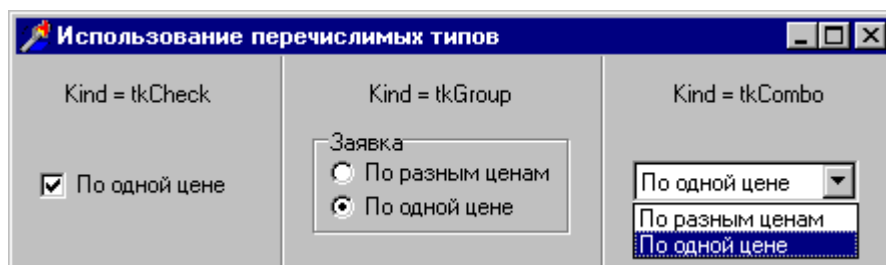 Использование перечислимых типов
Kind = tkCheck
Kind = tkGroup
Kind = tkCombo
По одной цене
Заявка
По разным ценам
По одной цене
По одной цене
По разным ценам
По одной цене